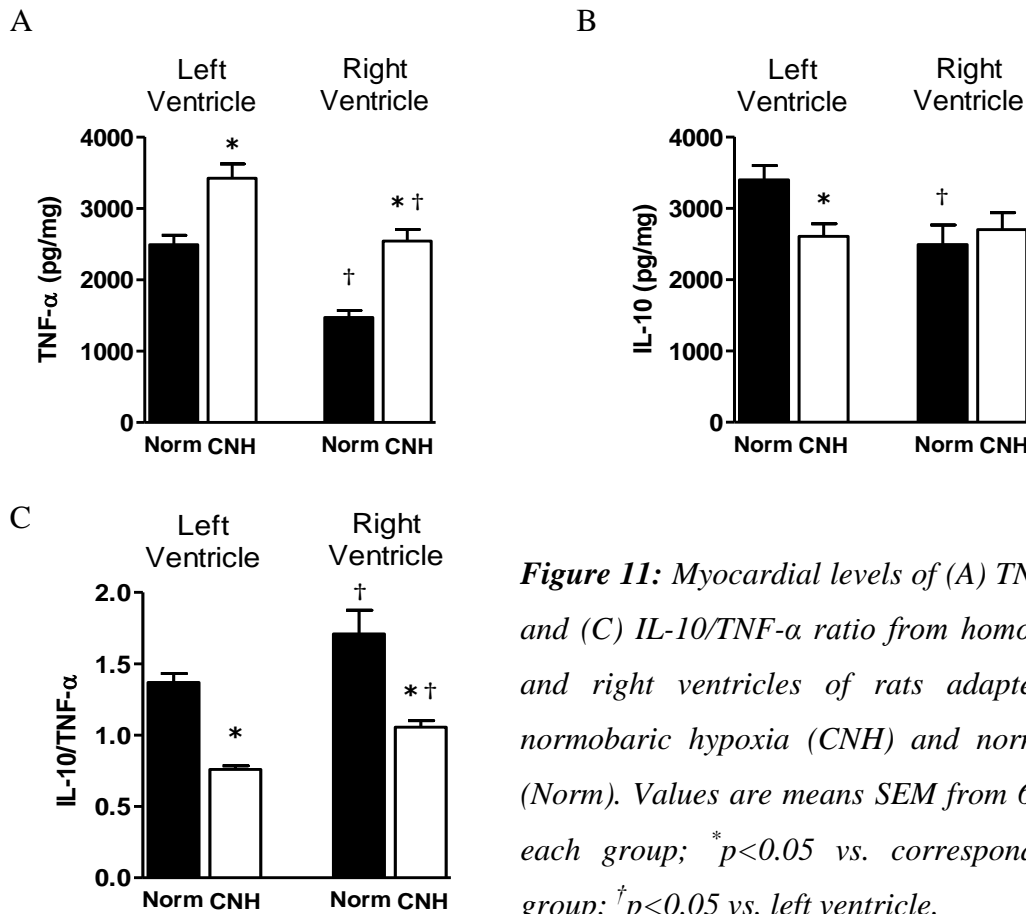 A
B
Left Ventricle
Right Ventricle
4000
3000
2000
1000
0
TNF-α (pg/mg)
*
†
* †
Norm CNH
Norm CNH
Left Ventricle
Right Ventricle
4000
3000
2000
1000
0
IL-10 (pg/mg)
*
†
Norm CNH
Norm CNH
C
Left Ventricle
Right Ventricle
2.0
1.5
1.0
0.5
0.0
IL-10/TNF-α
*
†
* †
Norm CNH
Norm CNH
Figure 11: Myocardial levels of (A) TN
and (C) IL-10/TNF-α ratio from homo
and right ventricles of rats adapte
normobaric hypoxia (CNH) and norm
(Norm). Values are means SEM from 6
each group; *p<0.05 vs. correspond
group; †p<0.05 vs. left ventricle.